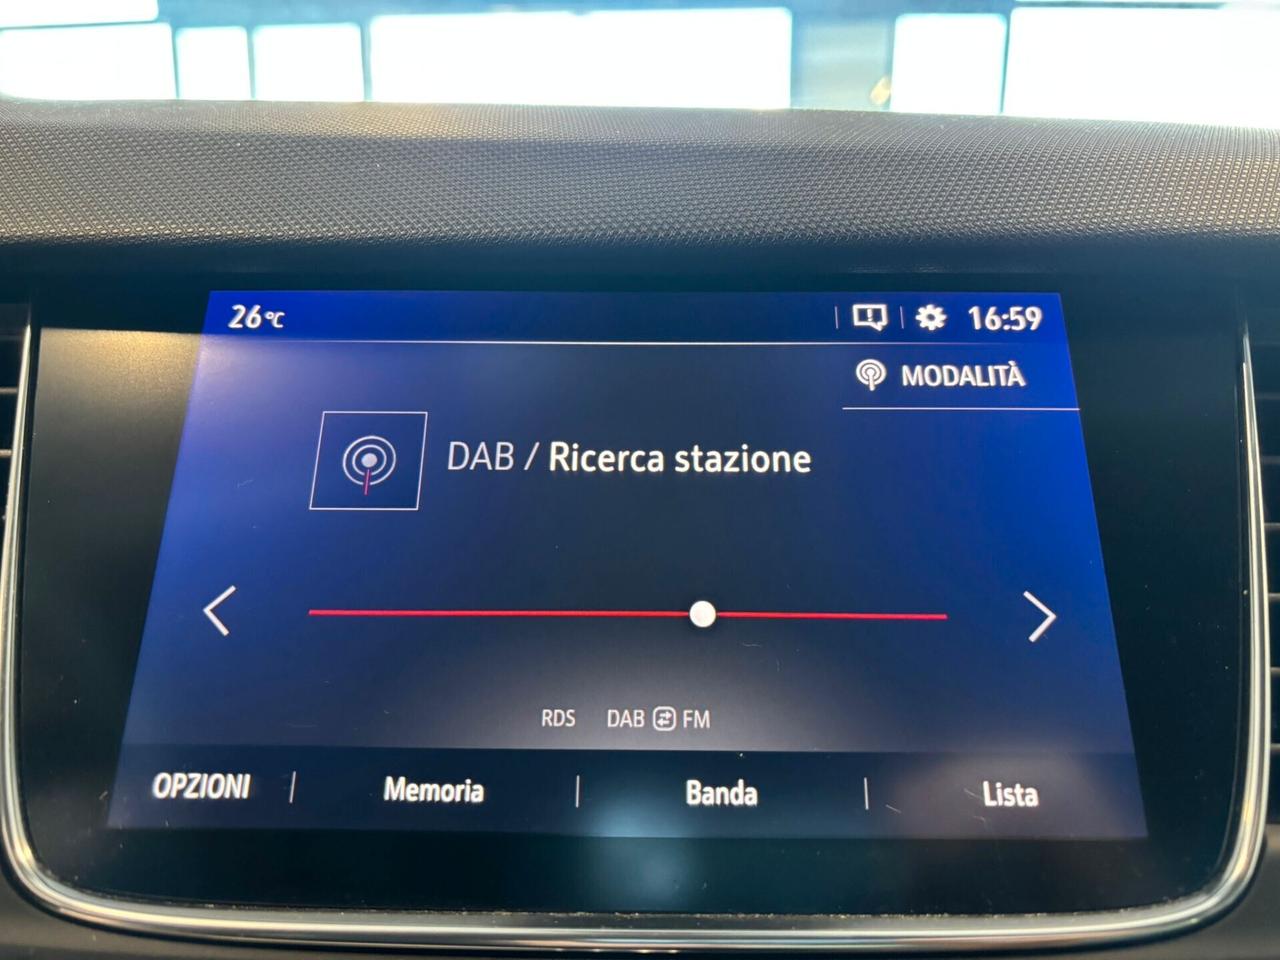 26°C 16:59
MODALITÀ
DAB / Ricerca stazione
RDS DAB FM
OPZIONI Memoria Banda Lista